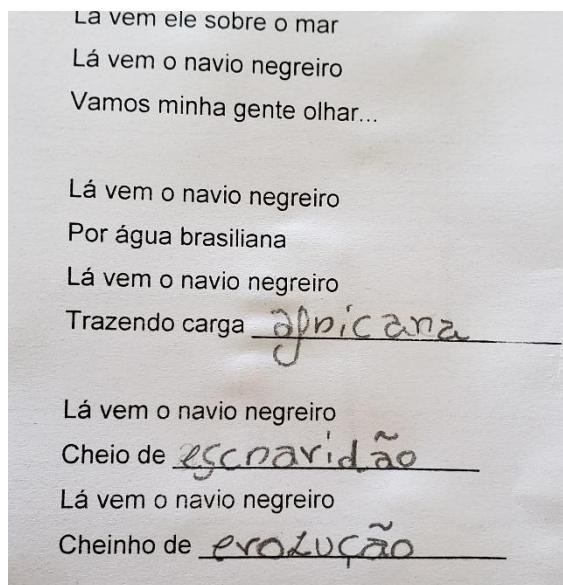 Lá vem ele sobre o mar
Lá vem o navio negreiro
Vamos minha gente olhar...
Lá vem o navio negreiro
Por água brasiliana
Lá vem o navio negreiro
Trazendo carga africana
Lá vem o navio negreiro
Cheio de escravidão
Lá vem o navio negreiro
Cheinho de evolução